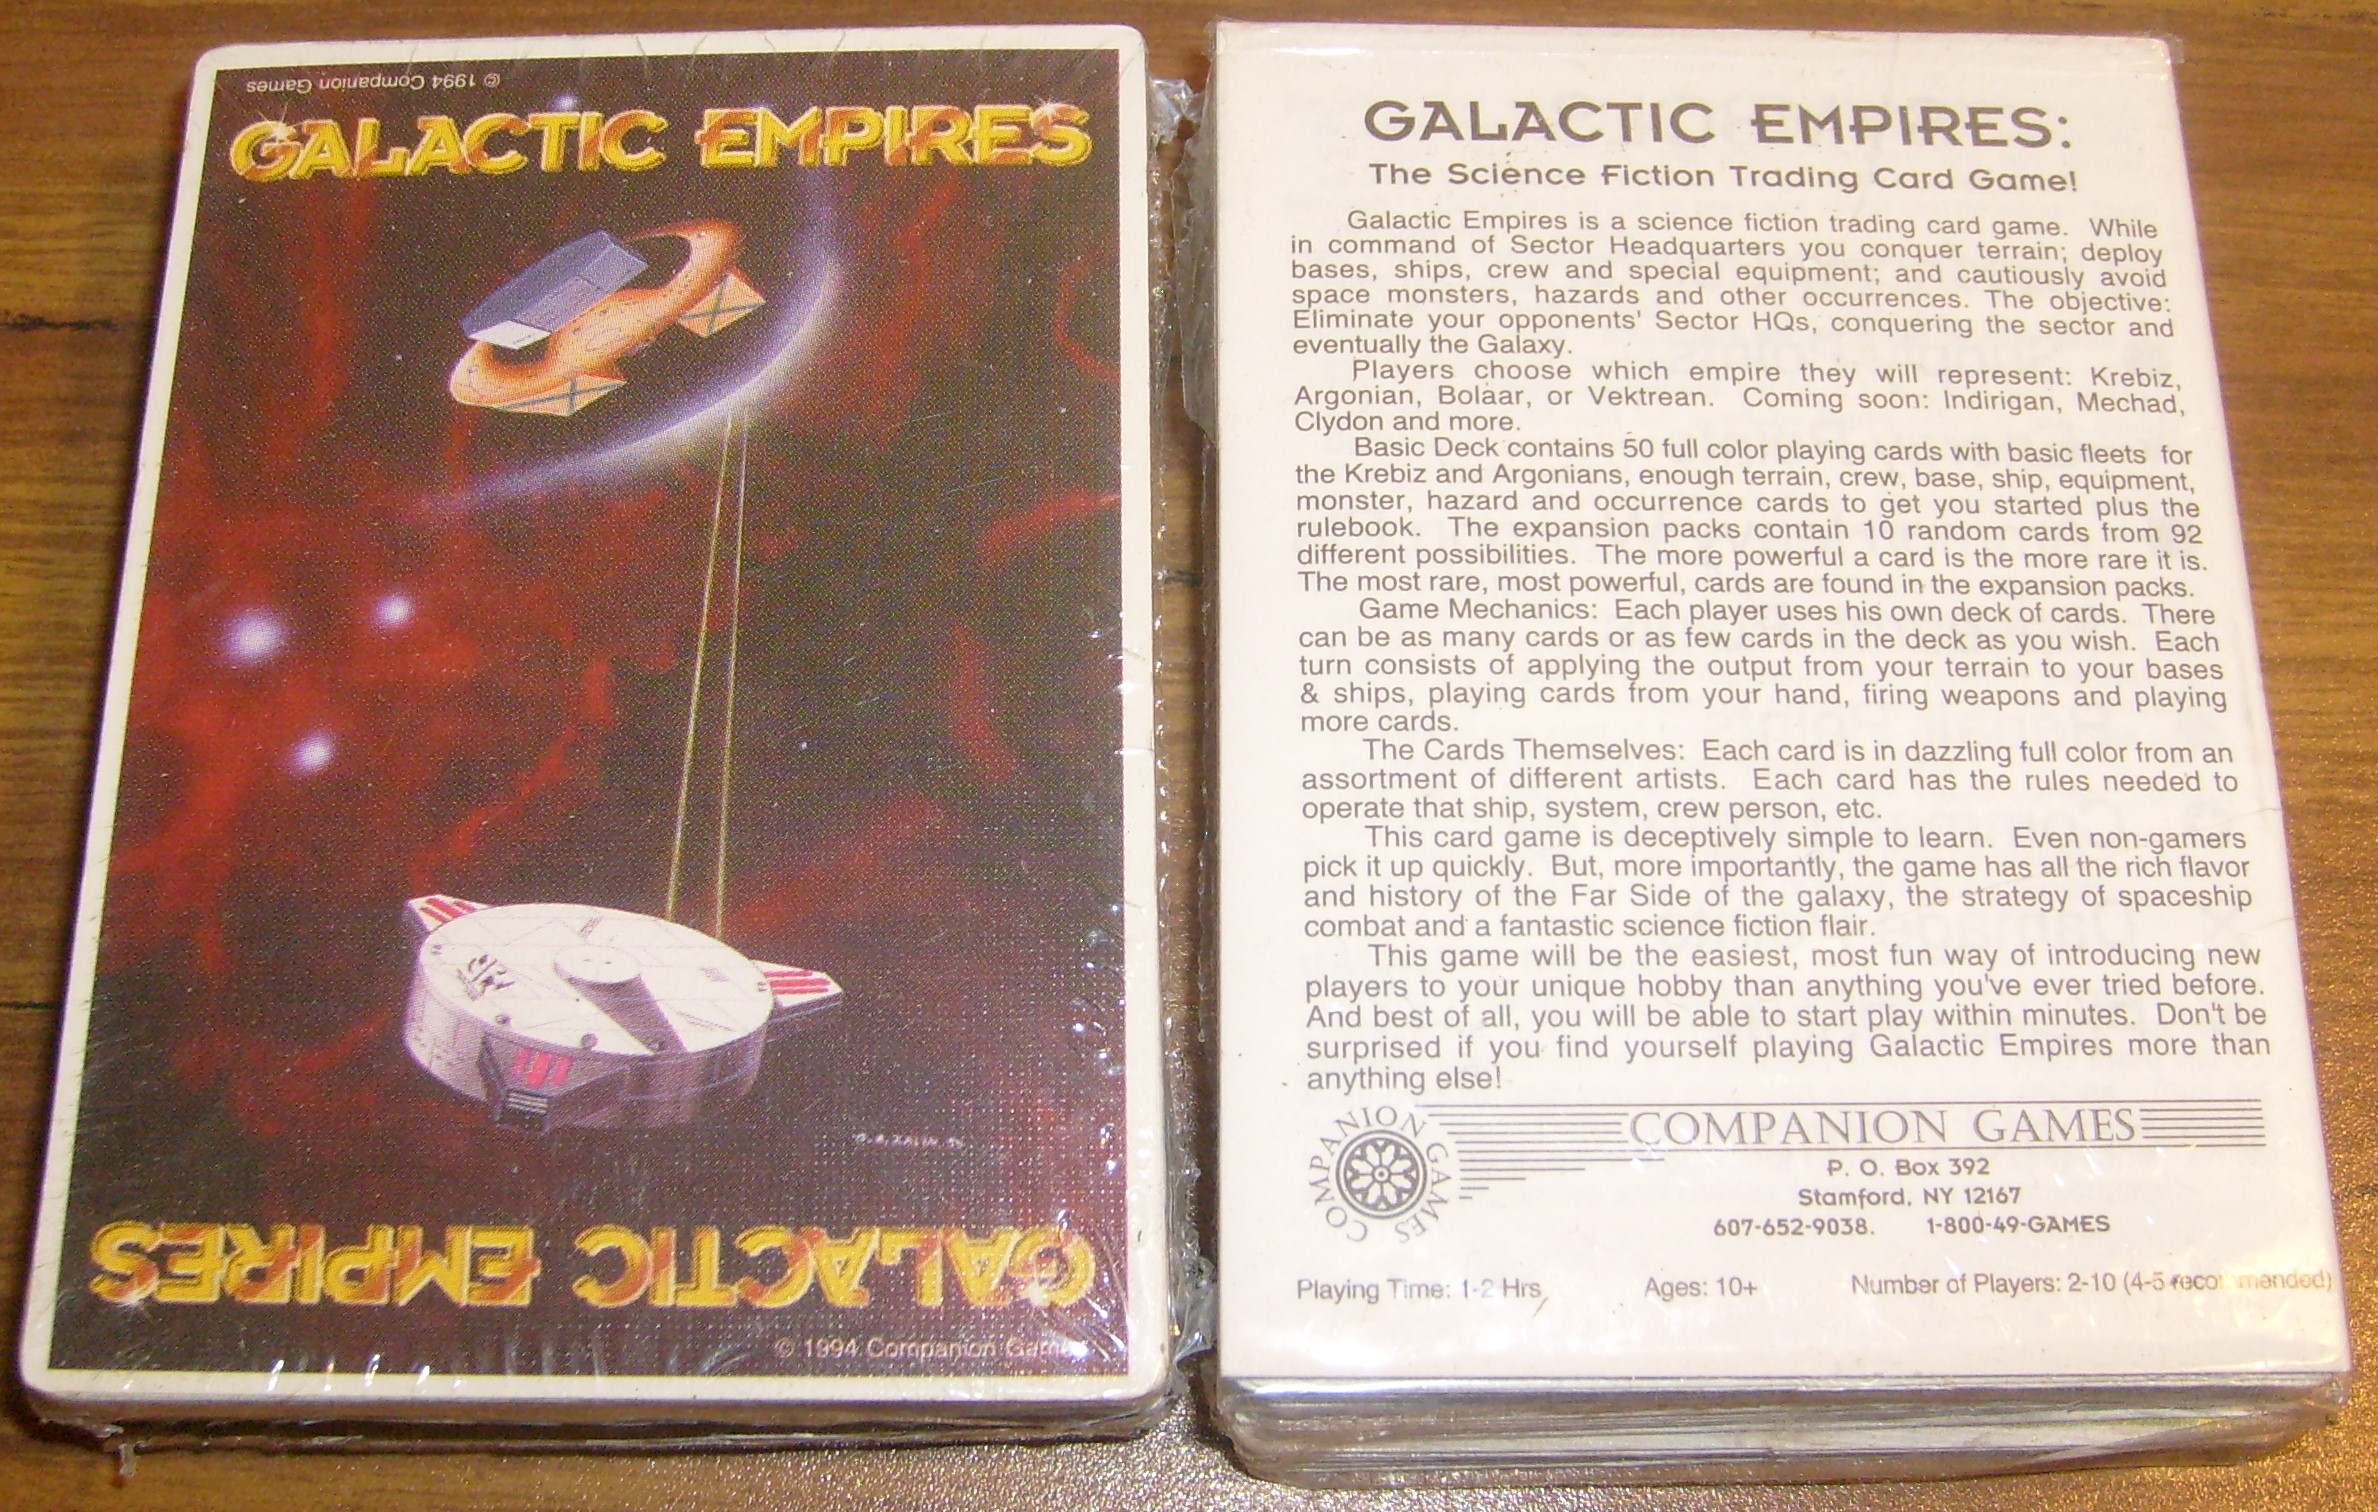 © 1994 Companion Games
GALACTIC EMPIRES
GALACTIC EMPIRES
© 1994 Companion Games
GALACTIC EMPIRES:
The Science Fiction Trading Card Game!
Galactic Empires is a science fiction trading card game. While
in command of Sector Headquarters you conquer terrain; deploy
bases, ships, crew and special equipment; and cautiously avoid
space monsters, hazards and other occurrences. The objective:
Eliminate your opponents' Sector HQs, conquering the sector and
eventually the Galaxy.
Players choose which empire they will represent: Krebiz,
Argonian, Bolaar, or Vektrean. Coming soon: Indirigan, Mechad,
Clydon and more.
Basic Deck contains 50 full color playing cards with basic fleets for
the Krebiz and Argonians, enough terrain, crew, base, ship, equipment,
monster, hazard and occurrence cards to get you started plus the
rulebook. The expansion packs contain 10 random cards from 92
different possibilities. The more powerful a card is the more rare it is.
The most rare, most powerful, cards are found in the expansion packs.
Game Mechanics: Each player uses his own deck of cards. There
can be as many cards or as few cards in the deck as you wish. Each
turn consists of applying the output from your terrain to your bases
& ships, playing cards from your hand, firing weapons and playing
more cards.
The Cards Themselves: Each card is in dazzling full color from an
assortment of different artists. Each card has the rules needed to
operate that ship, system, crew person, etc.
This card game is deceptively simple to learn. Even non-gamers
pick it up quickly. But, more importantly, the game has all the rich flavor
and history of the Far Side of the galaxy, the strategy of spaceship
combat and a fantastic science fiction flair.
This game will be the easiest, most fun way of introducing new
players to your unique hobby than anything you've ever tried before.
And best of all, you will be able to start play within minutes. Don't be
surprised if you find yourself playing Galactic Empires more than
anything else!
COMPANION GAMES
COMPANION GAMES
P. O. Box 392
Stamford, NY 12167
607-652-9038. 1-800-49-GAMES
Playing Time: 1-2 Hrs, Ages: 10+ Number of Players: 2-10 (4-5 recommended)